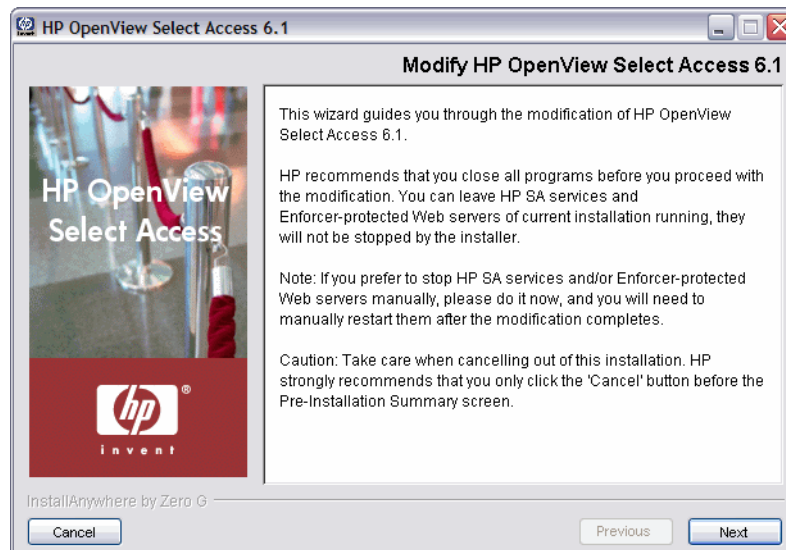 HP OpenView Select Access 6.1
Modify HP OpenView Select Access 6.1
HP OpenView
Select Access
hp
®
invent
This wizard guides you through the modification of HP OpenView
Select Access 6.1.
HP recommends that you close all programs before you proceed with
the modification. You can leave HP SA services and
Enforcer-protected Web servers of current installation running, they
will not be stopped by the installer.
Note: If you prefer to stop HP SA services and/or Enforcer-protected
Web servers manually, please do it now, and you will need to
manually restart them after the modification completes.
Caution: Take care when cancelling out of this installation. HP
strongly recommends that you only click the 'Cancel' button before the
Pre-Installation Summary screen.
InstallAnywhere by Zero G
Cancel
Previous
Next